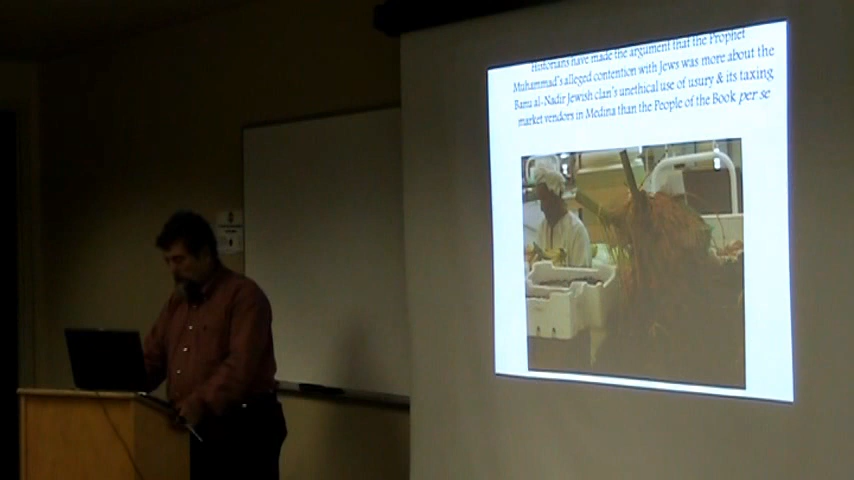 Historians have made the argument that the Prophet
Muhammad's alleged contention with Jews was more about the
Banu al-Nadir Jewish clan's unethical use of usury & its taxing
market vendors in Medina than the People of the Book per se